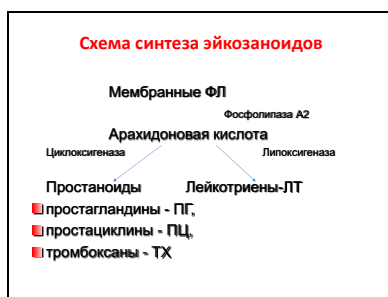 Схема синтеза эйкозаноидов
Мембранные ФЛ
Фосфолипаза А2
Арахидоновая кислота
Циклоксигеназа
Липоксигеназа
Простаноиды
Лейкотриены-ЛТ
простагландины - ПГ,
простациклины - ПЦ,
тромбоксаны - ТХ